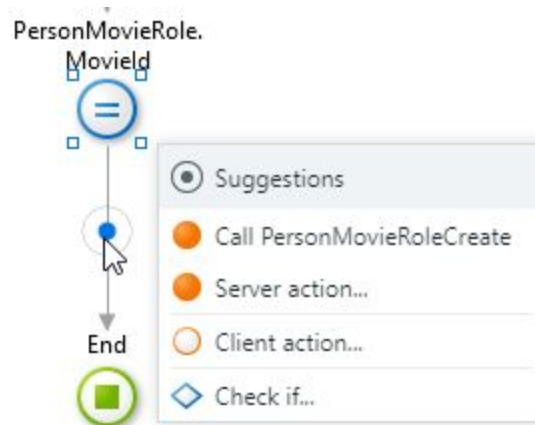 PersonMovieRole.
MovieId
Suggestions
Call PersonMovieRoleCreate
Server action...
Client action...
End
Check if...